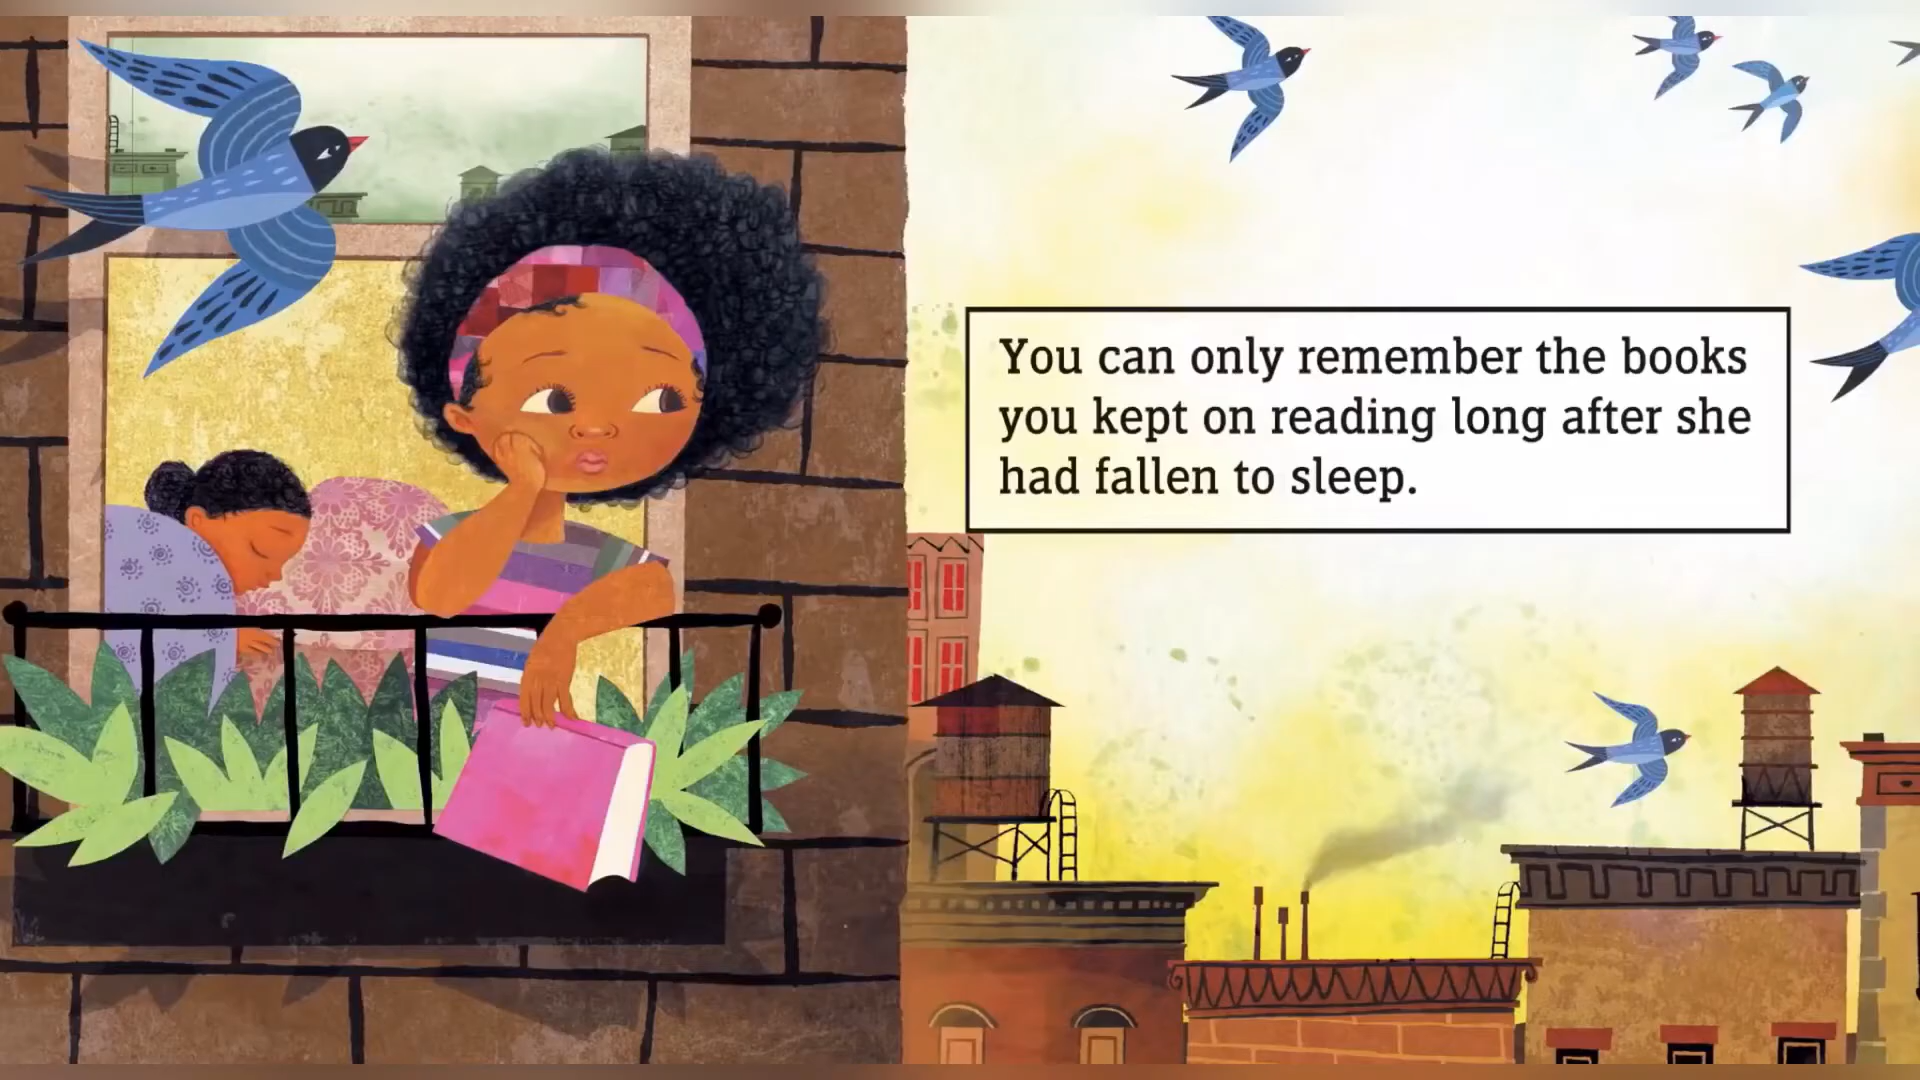 You can only remember the books
you kept on reading long after she
had fallen to sleep.